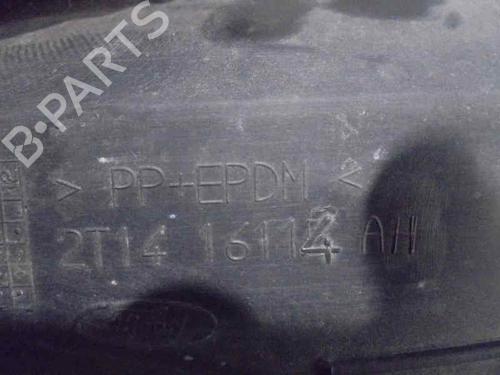 B-PARTS
> PP+EPDM <
2T14 16114 AH